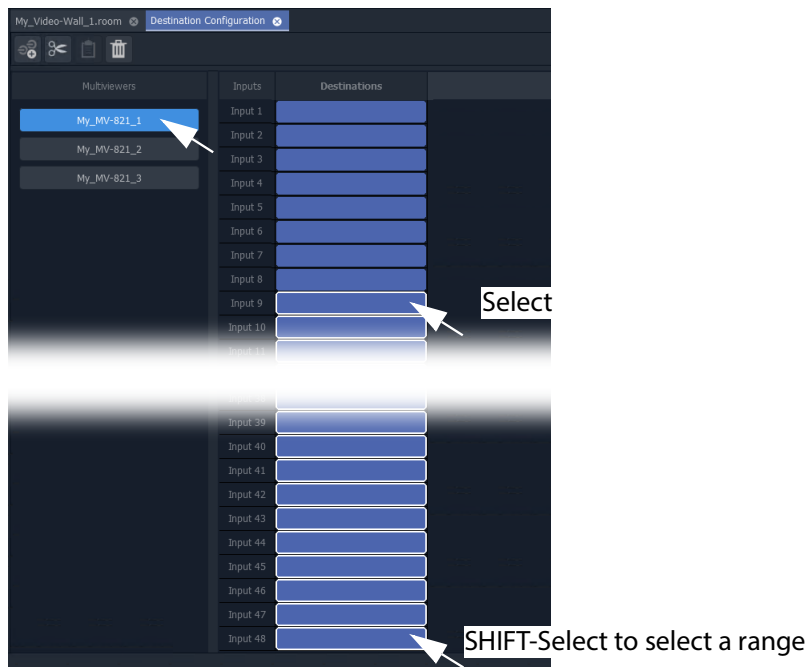 My_Video-Wall_1.room
Destination Configuration
Multiviewers
Inputs
Destinations
My_MV-821_1
My_MV-821_2
My_MV-821_3
Input 1
Input 2
Input 3
Input 4
Input 5
Input 6
Input 7
Input 8
Input 9
Select
Input 10
Input 11
Input 39
Input 40
Input 41
Input 42
Input 43
Input 44
Input 45
Input 46
Input 47
Input 48
SHIFT-Select to select a range